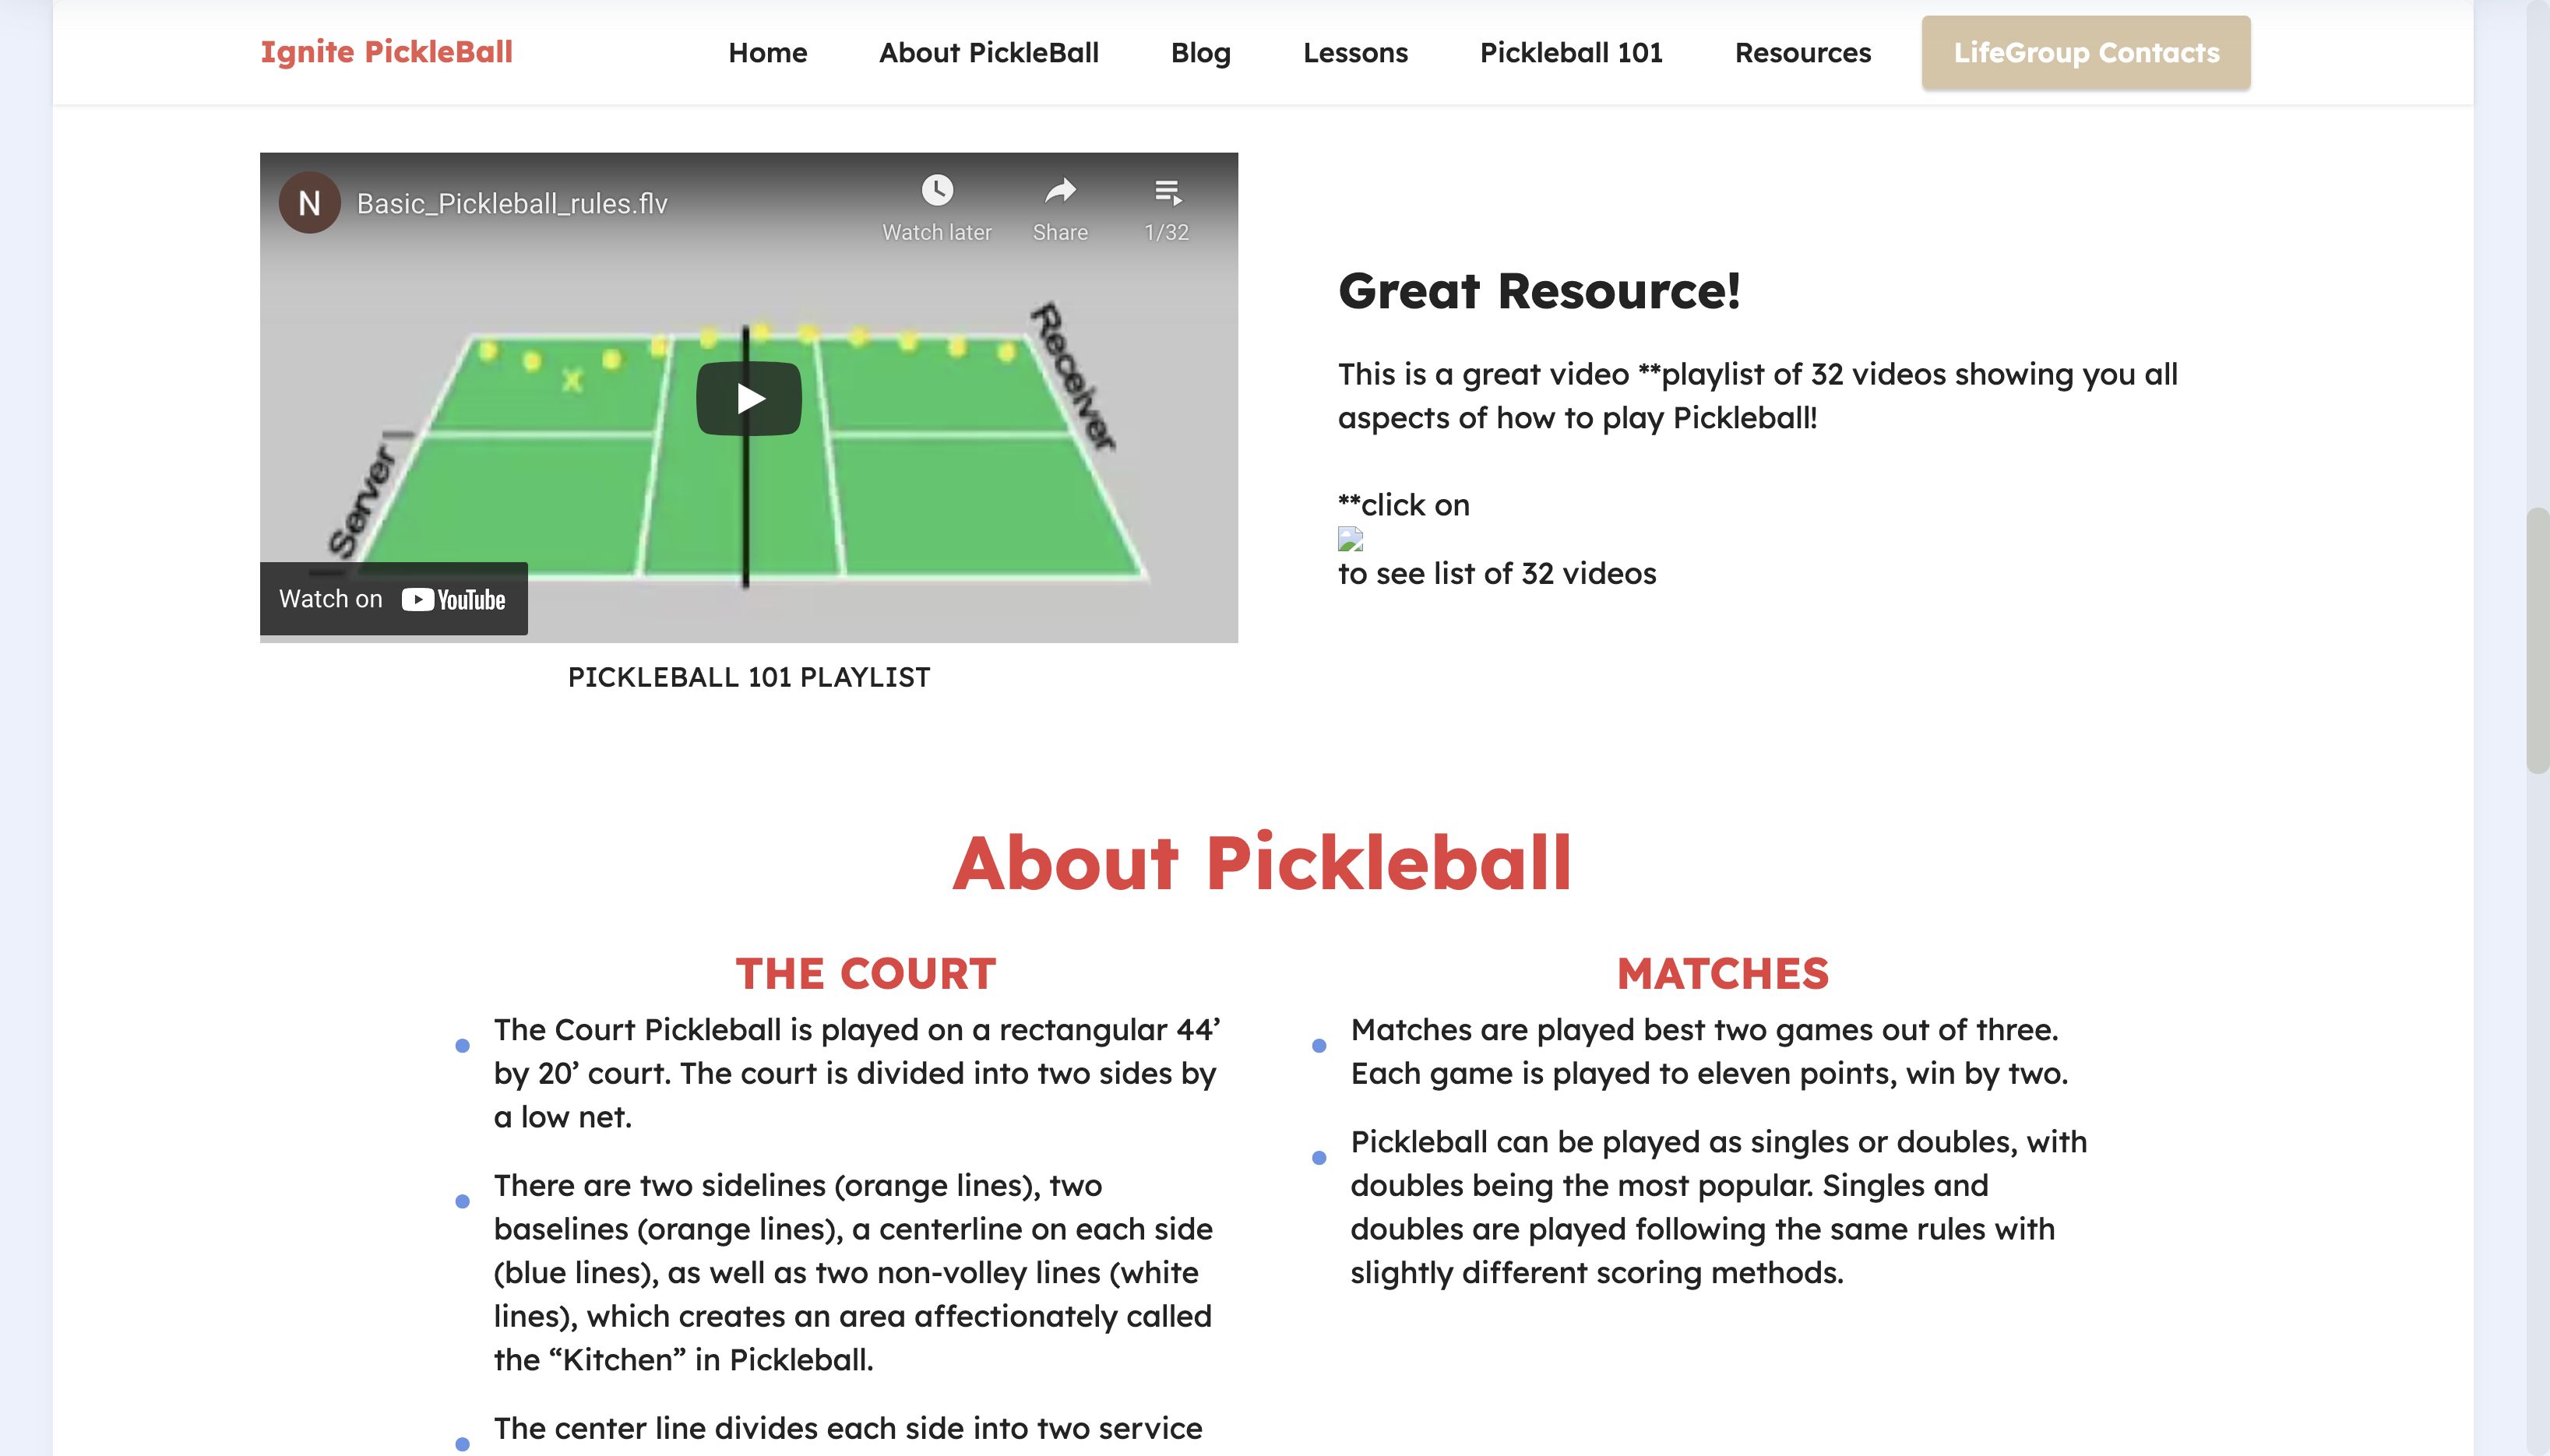 Ignite PickleBall
Home
About PickleBall
Blog
Lessons
Pickleball 101
Resources
LifeGroup Contacts
N
Basic_Pickleball_rules.flv
Watch later
Share
1/32
Server
Receiver
x
Watch on YouTube
PICKLEBALL 101 PLAYLIST
Great Resource!
This is a great video **playlist of 32 videos showing you all
aspects of how to play Pickleball!
**click on
to see list of 32 videos
About Pickleball
THE COURT
The Court Pickleball is played on a rectangular 44’
by 20’ court. The court is divided into two sides by
a low net.
There are two sidelines (orange lines), two
baselines (orange lines), a centerline on each side
(blue lines), as well as two non-volley lines (white
lines), which creates an area affectionately called
the “Kitchen” in Pickleball.
The center line divides each side into two service
MATCHES
Matches are played best two games out of three.
Each game is played to eleven points, win by two.
Pickleball can be played as singles or doubles, with
doubles being the most popular. Singles and
doubles are played following the same rules with
slightly different scoring methods.